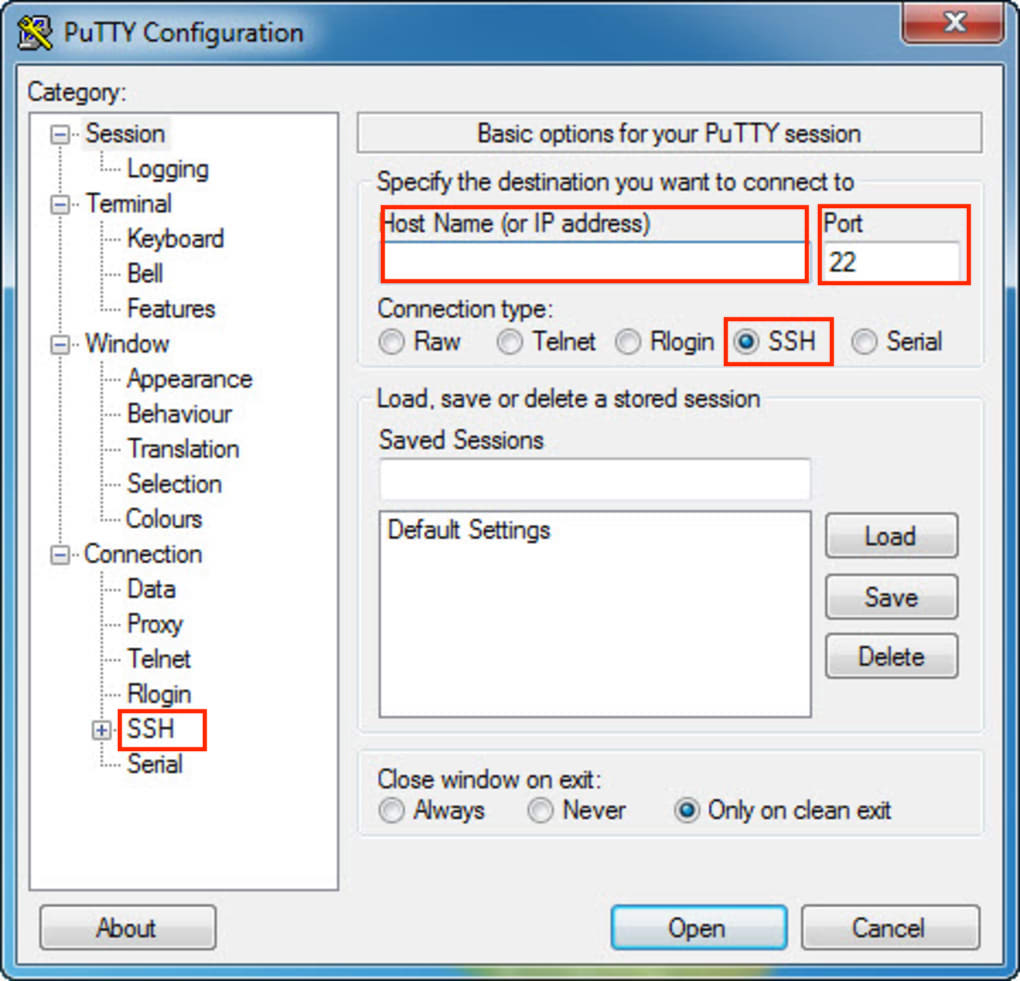 PuTTY Configuration
Category:
Session
Logging
Terminal
Keyboard
Bell
Features
Window
Appearance
Behaviour
Translation
Selection
Colours
Connection
Data
Proxy
Telnet
Rlogin
SSH
Serial
Basic options for your PuTTY session
Specify the destination you want to connect to
Host Name (or IP address) Port
22
Connection type:
Raw Telnet Rlogin SSH Serial
Load, save or delete a stored session
Saved Sessions
Default Settings
Load
Save
Delete
Close window on exit:
Always Never Only on clean exit
About Open Cancel